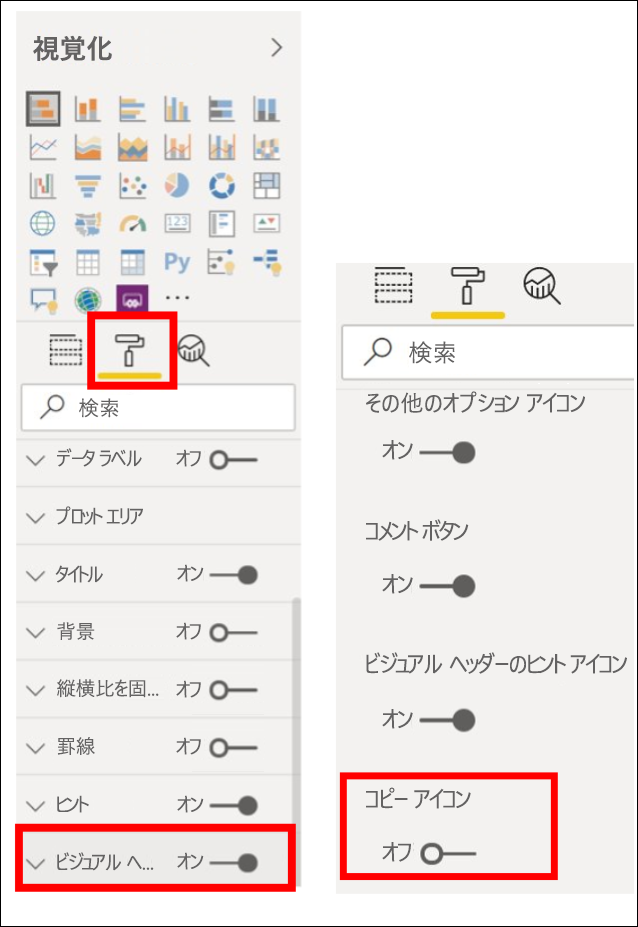 視覚化
123
Py
検索
データ ラベル オフ
プロット エリア
タイトル オン
背景 オフ
縦横比を固... オフ
罫線 オフ
ヒント オン
ビジュアル ヘ... オン
検索
その他のオプション アイコン
オン
コメント ボタン
オン
ビジュアル ヘッダーのヒント アイコン
オン
コピー アイコン
オフ